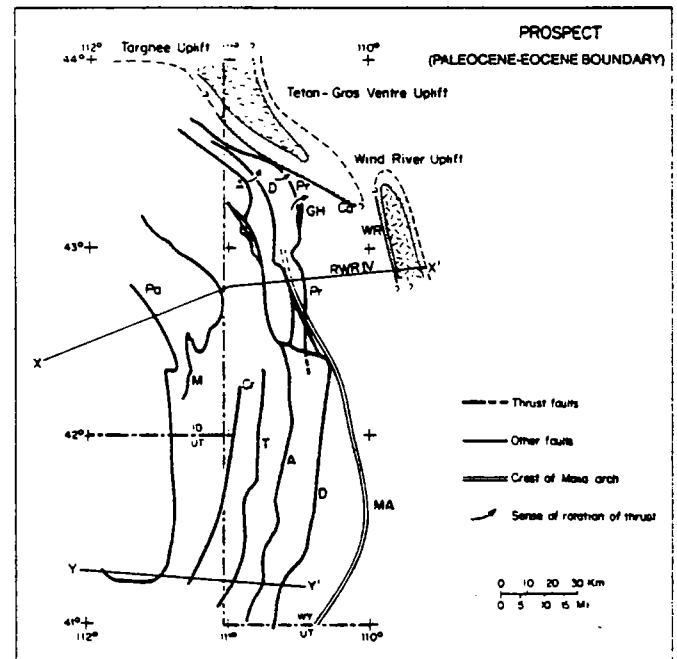 PROSPECT
(PALEOCENE-EOCENE BOUNDARY)
112°
110°
Targhee Uplift
44°
Teton-Gros Ventre Uplift
Wind River Uplift
D
Pr
GH
Ca
WR
43°
RWR IV
X'
Pa
Pr
X
M
Cr
Thrust faults
42°
ID
UT
T
A
Other faults
D
MA
Crest of Moxa arch
Sense of rotation of thrust
Y
Y'
0 10 20 30 Km
0 5 10 15 Mi
41°
WY
UT
112°
111°
110°